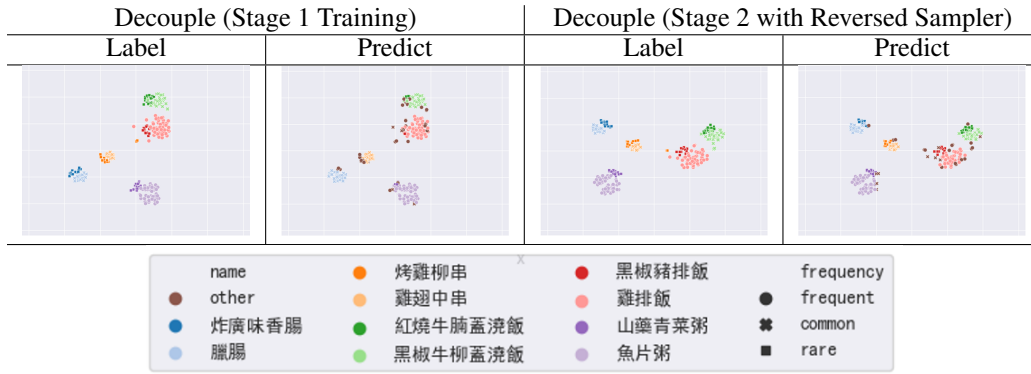 Decouple (Stage 1 Training) Decouple (Stage 2 with Reversed Sampler)
Label Predict Label Predict
x
name 烤雞柳串 黑椒豬排飯 frequency
other 雞翅中串 雞排飯 frequent
炸廣味香腸 紅燒牛腩蓋澆飯 山藥青菜粥 common
臘腸 黑椒牛柳蓋澆飯 魚片粥 rare